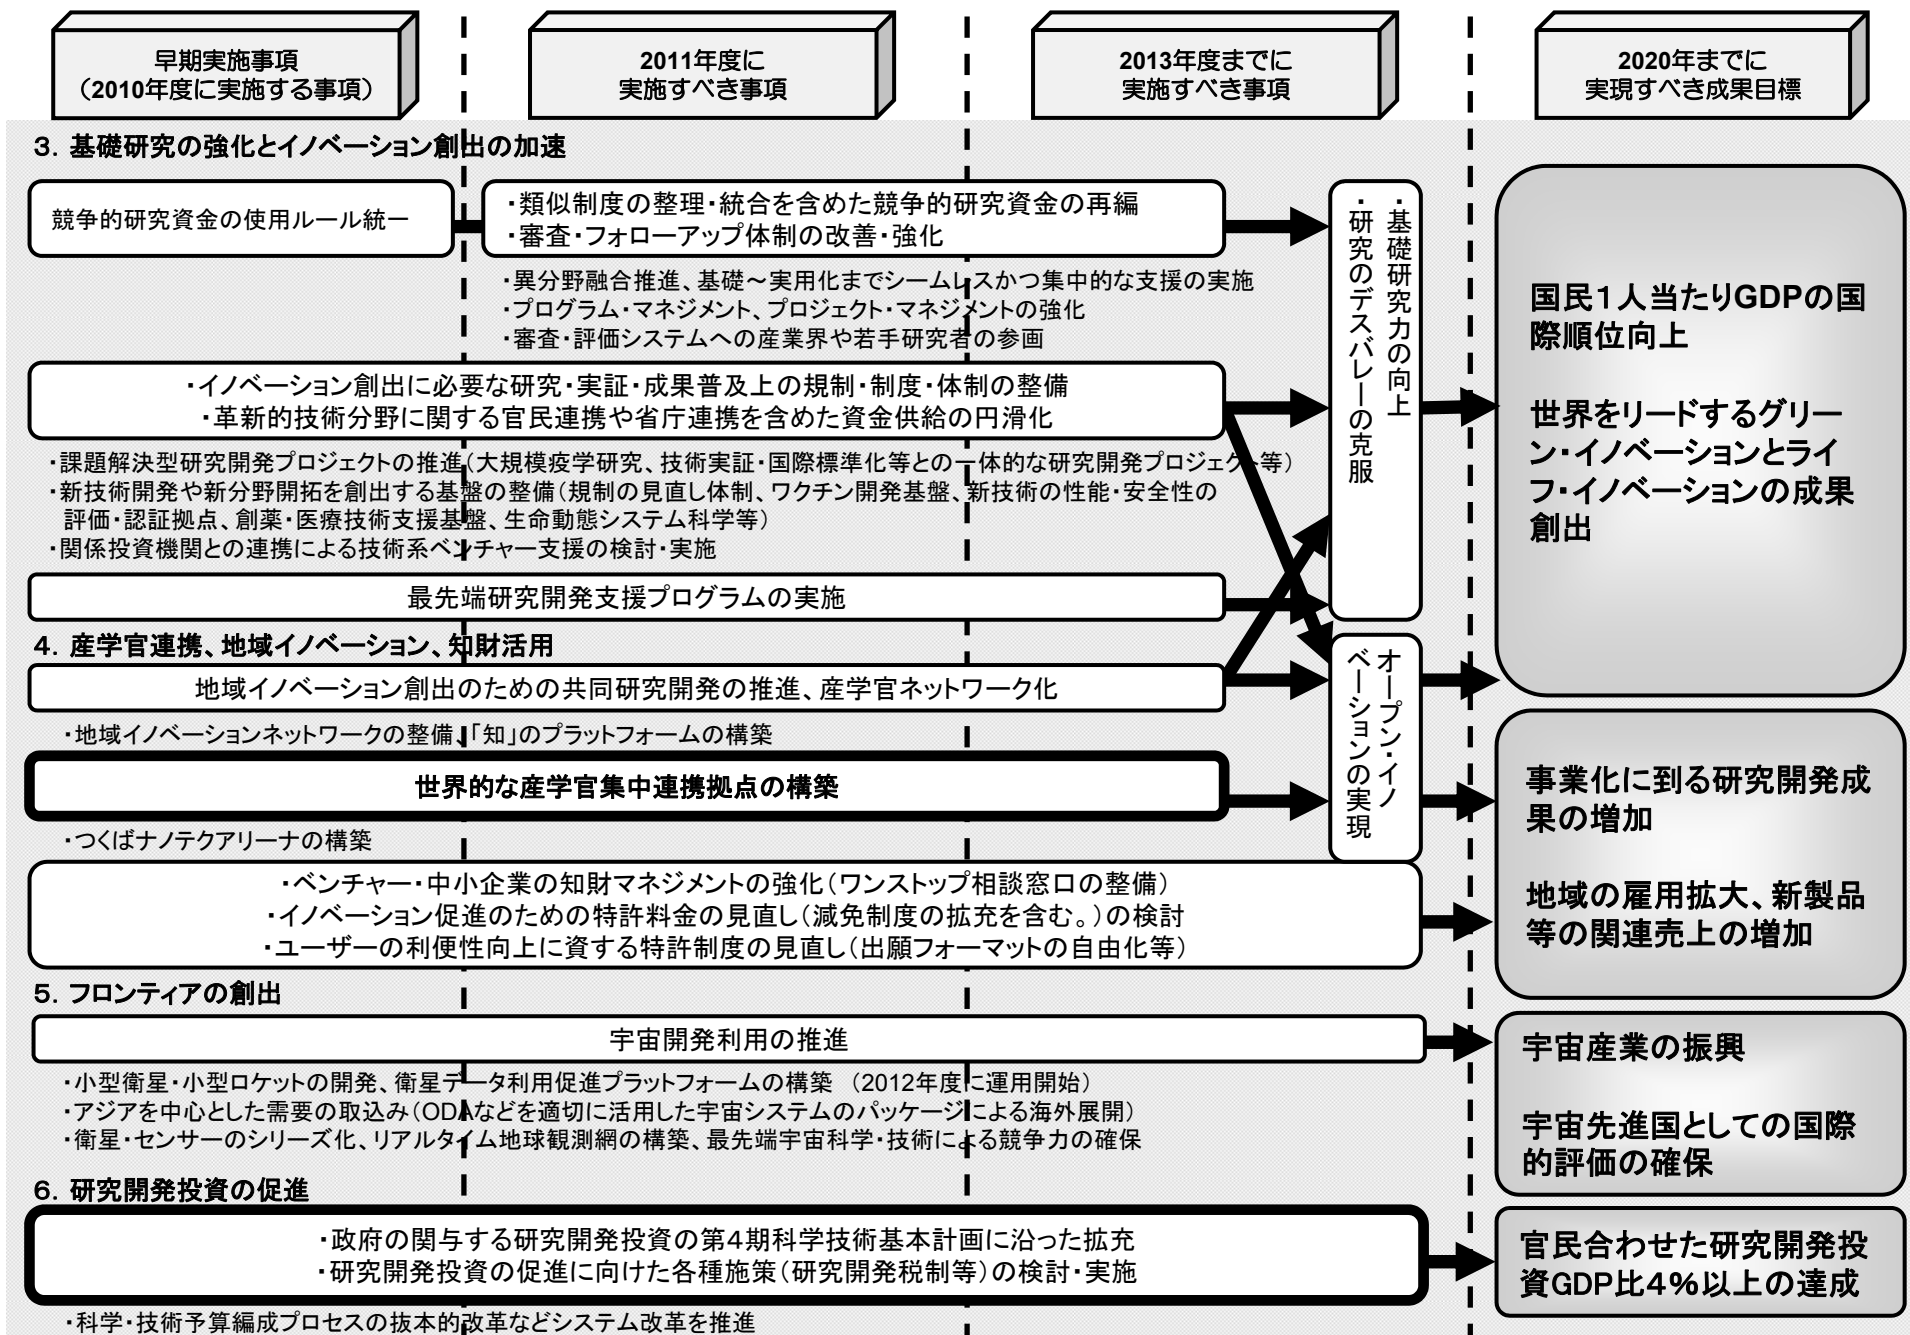 早期実施事項
（2010年度に実施する事項）
2011年度に
実施すべき事項
2013年度までに
実施すべき事項
2020年までに
実現すべき成果目標
３．基礎研究の強化とイノベーション創出の加速
競争的研究資金の使用ルール統一
・類似制度の整理・統合を含めた競争的研究資金の再編
・審査・フォローアップ体制の改善・強化
・異分野融合推進、基礎～実用化までシームレスかつ集中的な支援の実施
・プログラム・マネジメント、プロジェクト・マネジメントの強化
・審査・評価システムへの産業界や若手研究者の参画
・イノベーション創出に必要な研究・実証・成果普及上の規制・制度・体制の整備
・革新的技術分野に関する官民連携や省庁連携を含めた資金供給の円滑化
・課題解決型研究開発プロジェクトの推進（大規模疫学研究、技術実証・国際標準化等との一体的な研究開発プロジェクト等）
・新技術開発や新分野開拓を創出する基盤の整備（規制の見直し体制、ワクチン開発基盤、新技術の性能・安全性の
評価・認証拠点、創薬・医療技術支援基盤、生命動態システム科学等）
・関係投資機関との連携による技術系ベンチャー支援の検討・実施
最先端研究開発支援プログラムの実施
・基礎研究力の向上
・研究のデスバレーの克服
国民１人当たりGDPの国
際順位向上
世界をリードするグリー
ン・イノベーションとライ
フ・イノベーションの成果
創出
４．産学官連携、地域イノベーション、知財活用
地域イノベーション創出のための共同研究開発の推進、産学官ネットワーク化
・地域イノベーションネットワークの整備、「知」のプラットフォームの構築
世界的な産学官集中連携拠点の構築
・つくばナノテクアリーナの構築
オープン・イノ
ベーションの実現
・ベンチャー・中小企業の知財マネジメントの強化（ワンストップ相談窓口の整備）
・イノベーション促進のための特許料金の見直し（減免制度の拡充を含む。）の検討
・ユーザーの利便性向上に資する特許制度の見直し（出願フォーマットの自由化等）
事業化に到る研究開発成
果の増加
地域の雇用拡大、新製品
等の関連売上の増加
５．フロンティアの創出
宇宙開発利用の推進
・小型衛星・小型ロケットの開発、衛星データ利用促進プラットフォームの構築 （2012年度に運用開始）
・アジアを中心とした需要の取込み（ODAなどを適切に活用した宇宙システムのパッケージによる海外展開）
・衛星・センサーのシリーズ化、リアルタイム地球観測網の構築、最先端宇宙科学・技術による競争力の確保
宇宙産業の振興
宇宙先進国としての国際
的評価の確保
６．研究開発投資の促進
・政府の関与する研究開発投資の第４期科学技術基本計画に沿った拡充
・研究開発投資の促進に向けた各種施策（研究開発税制等）の検討・実施
・科学・技術予算編成プロセスの抜本的改革などシステム改革を推進
官民合わせた研究開発投
資GDP比４％以上の達成